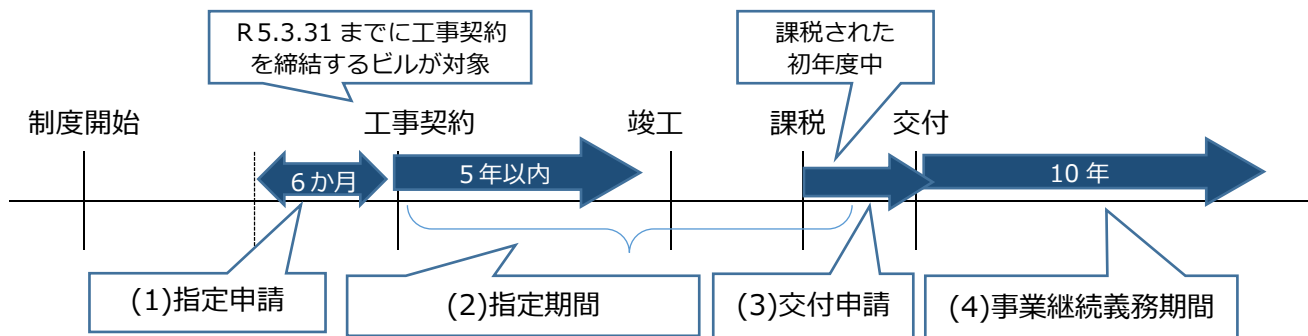 R5.3.31 までに工事契約
を締結するビルが対象
課税された
初年度中
制度開始
工事契約
竣工
課税
交付
6か月
5年以内
10年
(1)指定申請
(2)指定期間
(3)交付申請
(4)事業継続義務期間